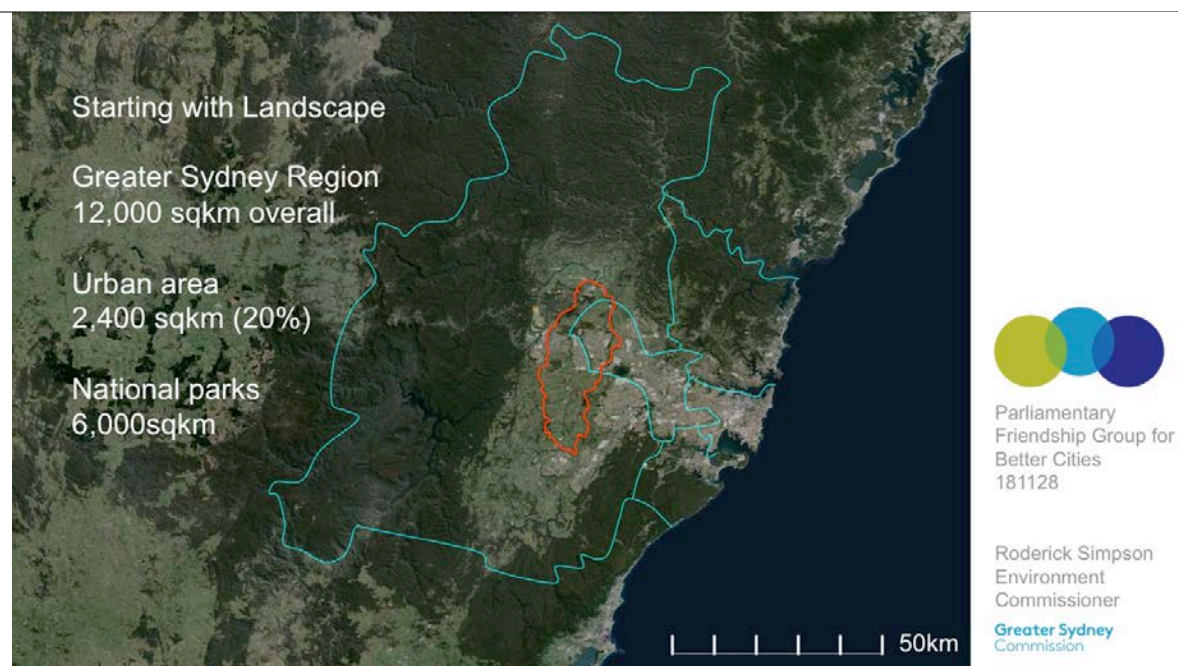 Starting with Landscape
Greater Sydney Region
12,000 sqkm overall
Urban area
2,400 sqkm (20%)
National parks
6,000sqkm
50km
Parliamentary
Friendship Group for
Better Cities
181128
Roderick Simpson
Environment
Commissioner
Greater Sydney
Commission